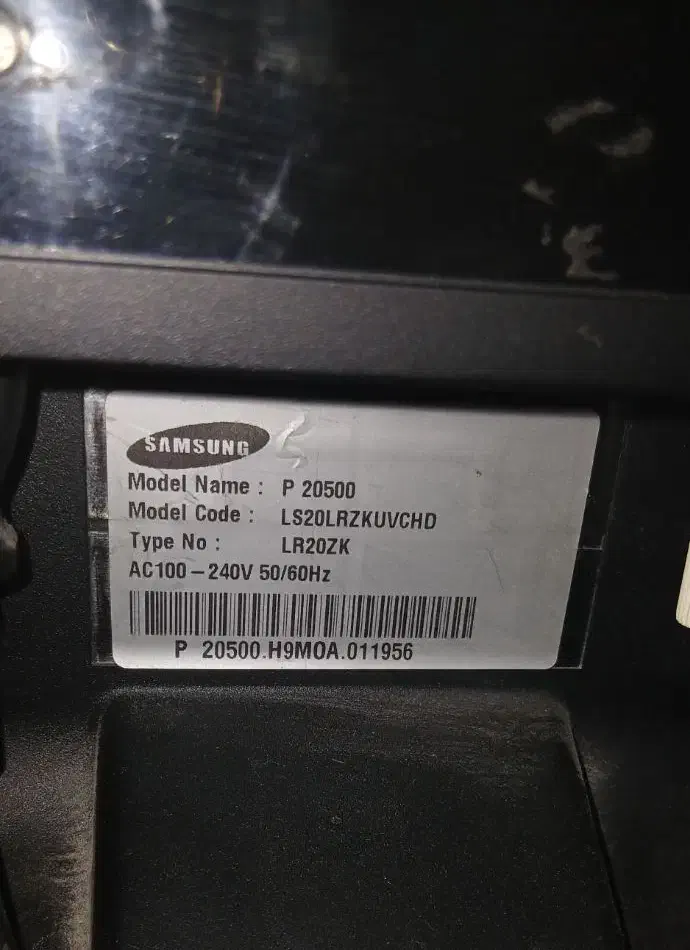 SAMSUNG
Model Name : P 20500
Model Code : LS20LRZKUVCHD
Type No : LR20ZK
AC100 – 240V 50/60Hz
P 20500.H9MOA.011956